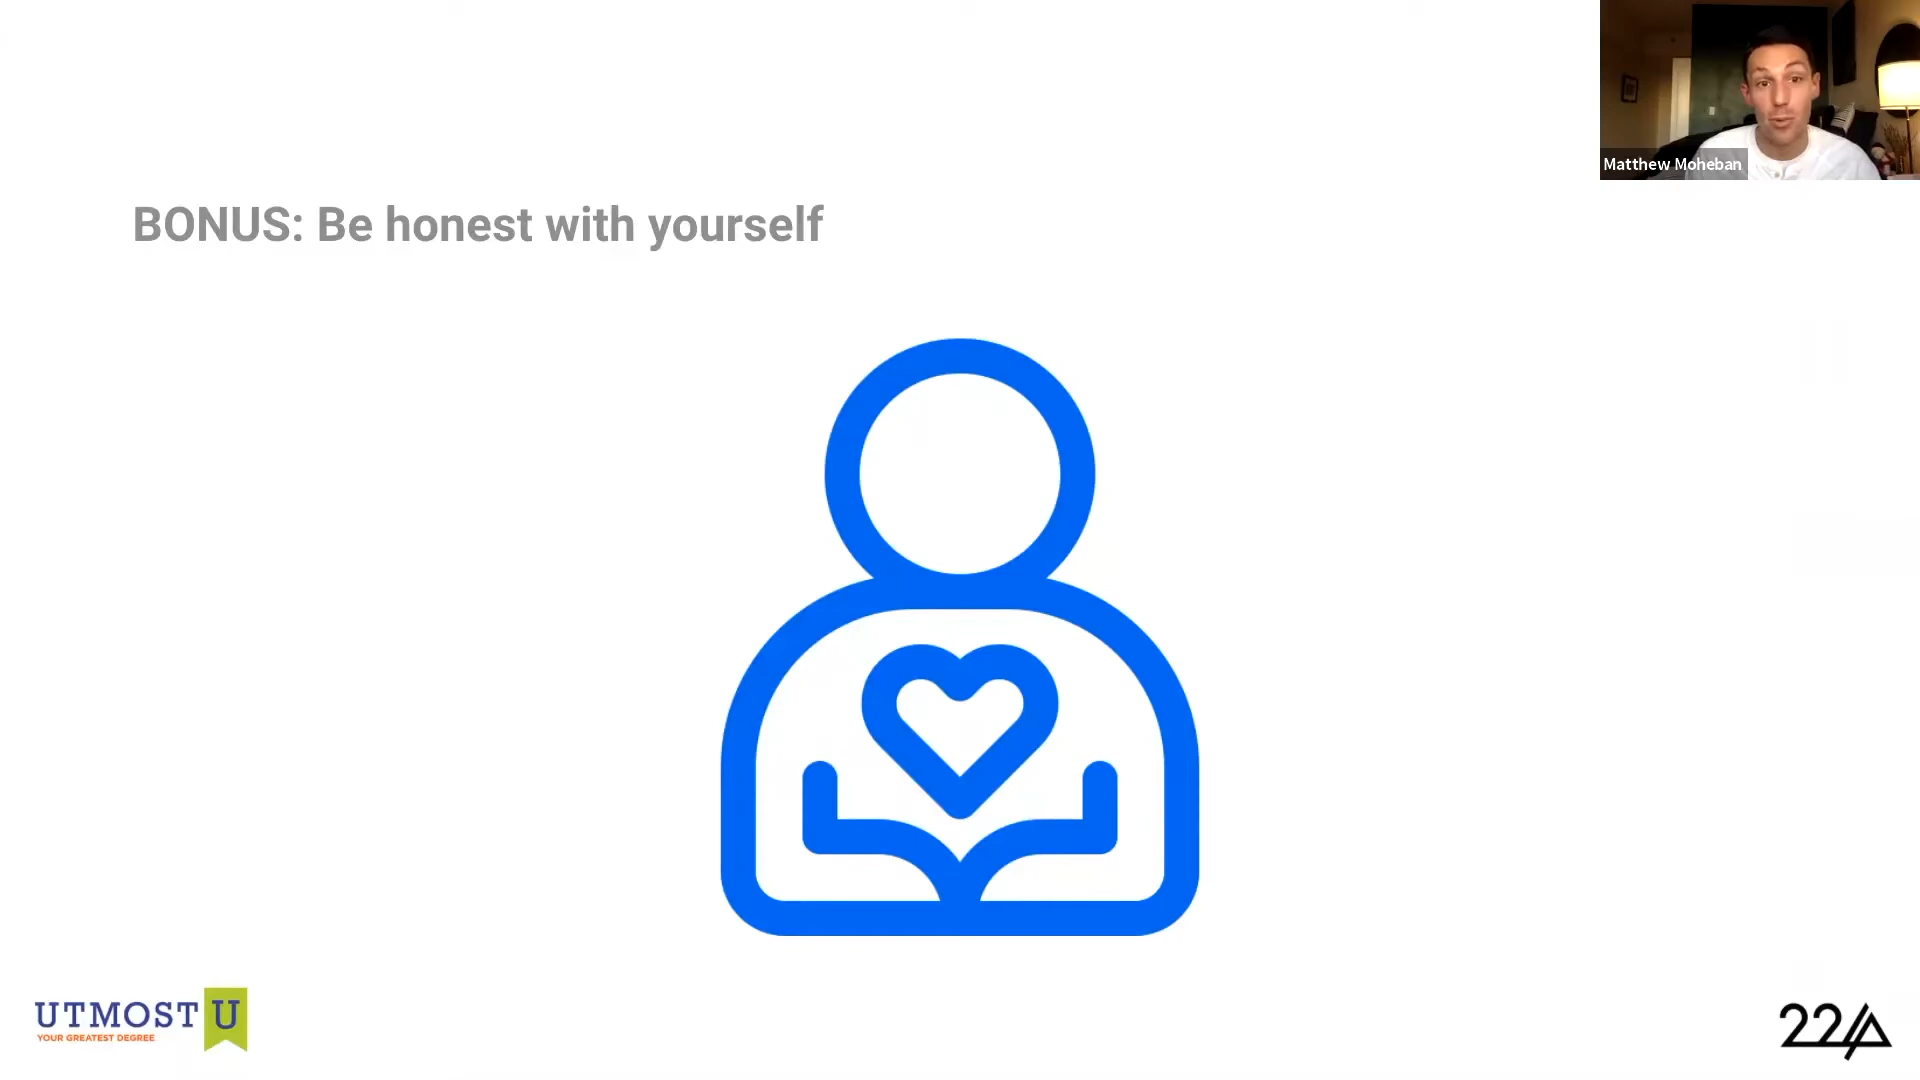 Matthew Moheban
BONUS: Be honest with yourself
UTMOST U
YOUR GREATEST DEGREE
22